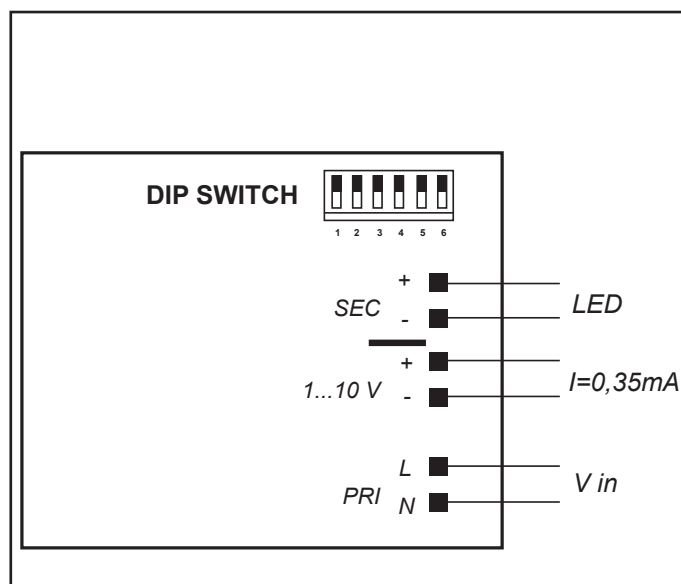 DIP SWITCH
1 2 3 4 5 6
+
SEC
-
LED
+
1...10 V
-
I=0,35mA
L
PRI
N
V in